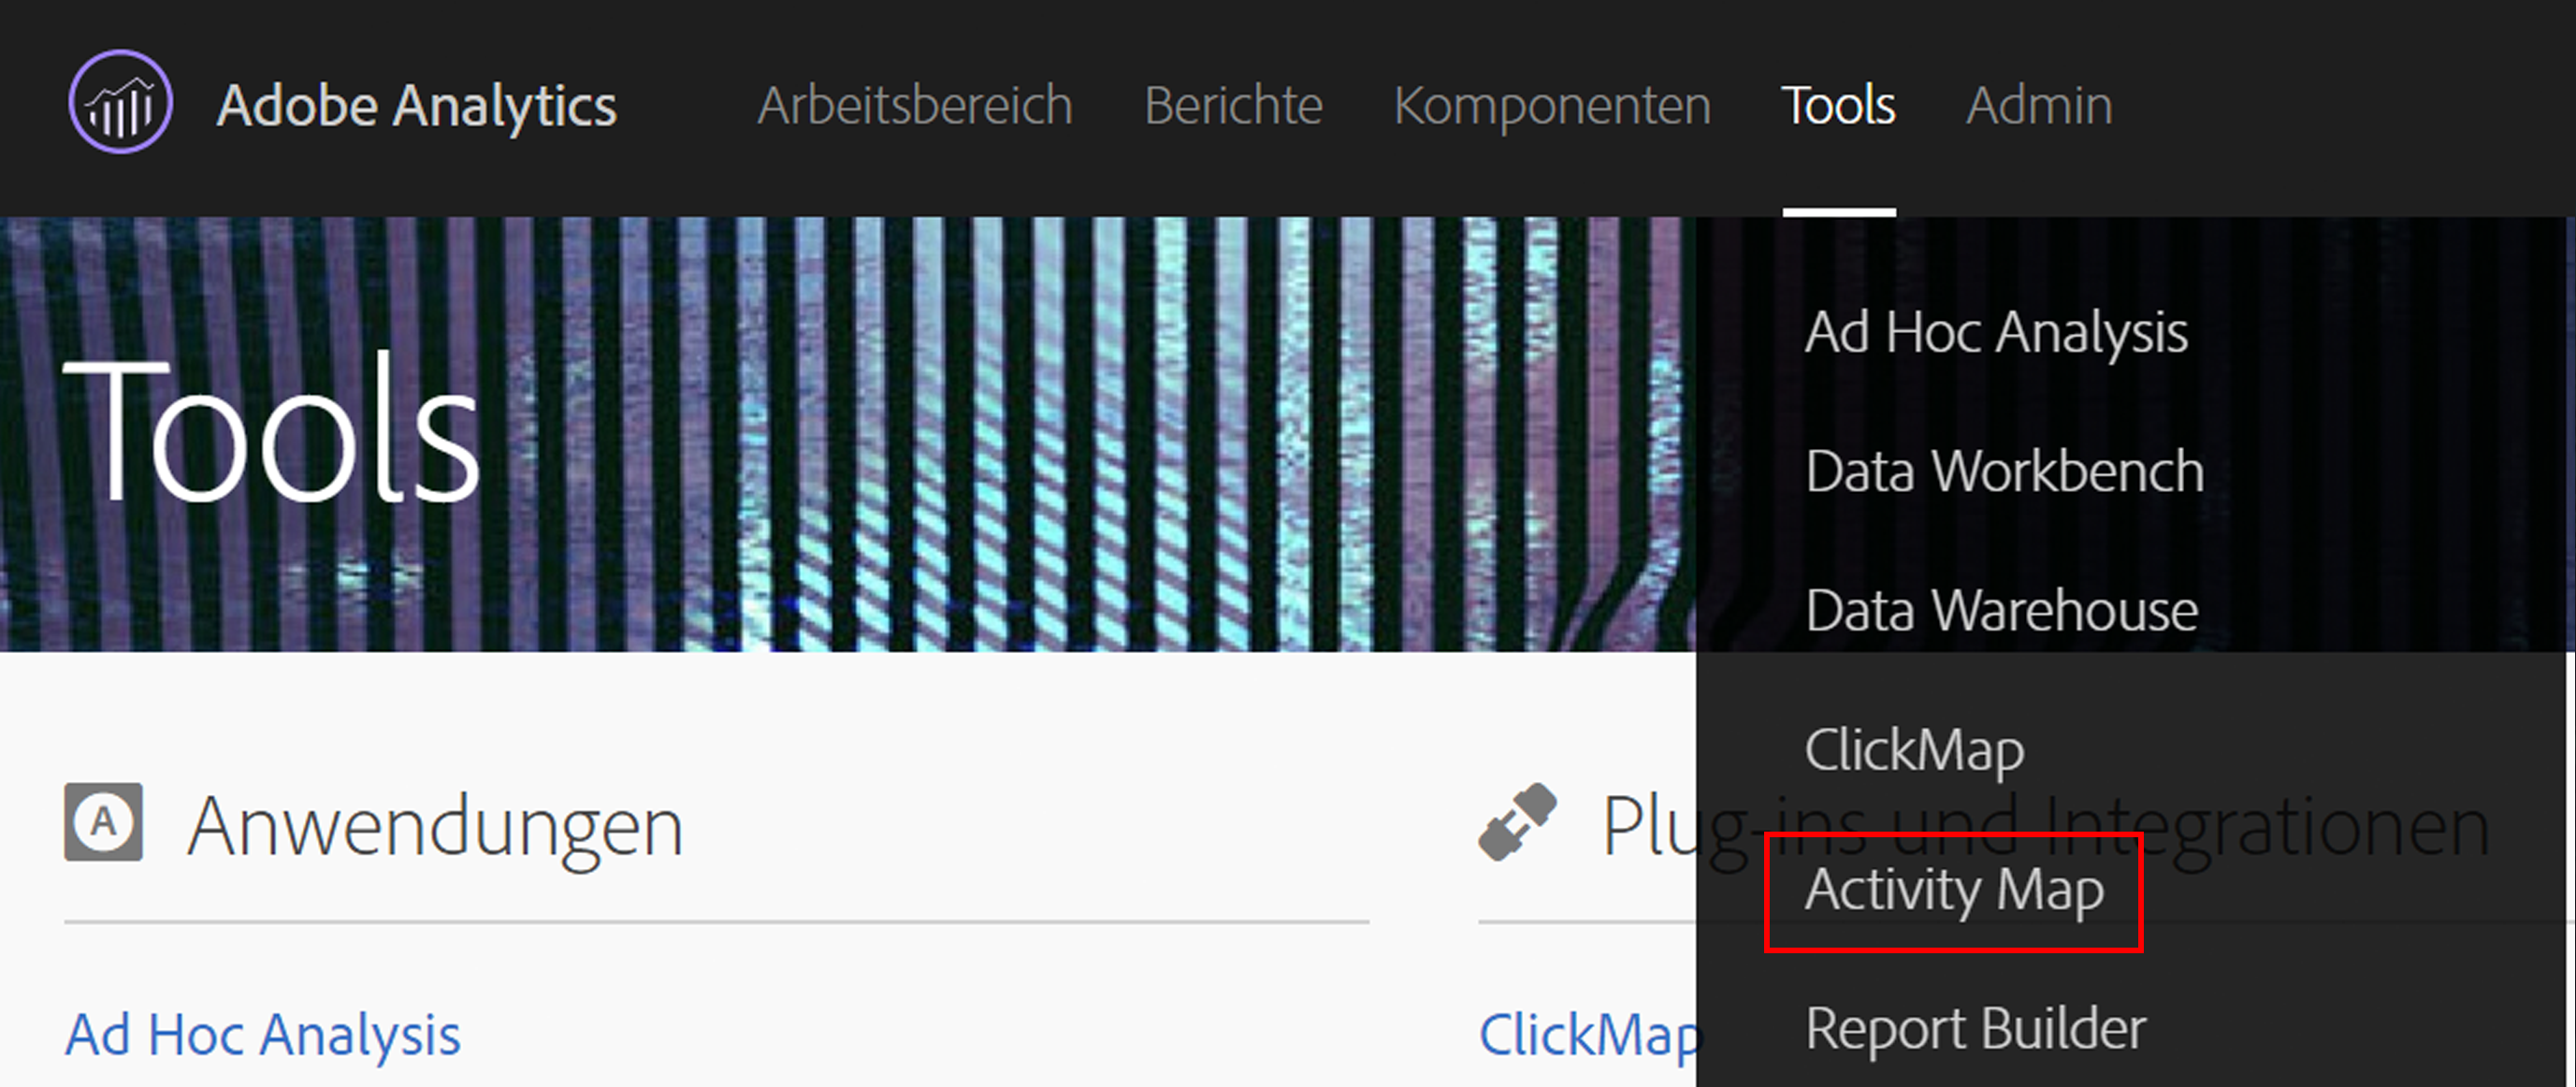 Adobe Analytics Arbeitsbereich Berichte Komponenten Tools Admin
Tools
Ad Hoc Analysis
Data Workbench
Data Warehouse
ClickMap
Activity Map
Report Builder
A Anwendungen
Ad Hoc Analysis
Plug-ins und Integrationen
ClickMap